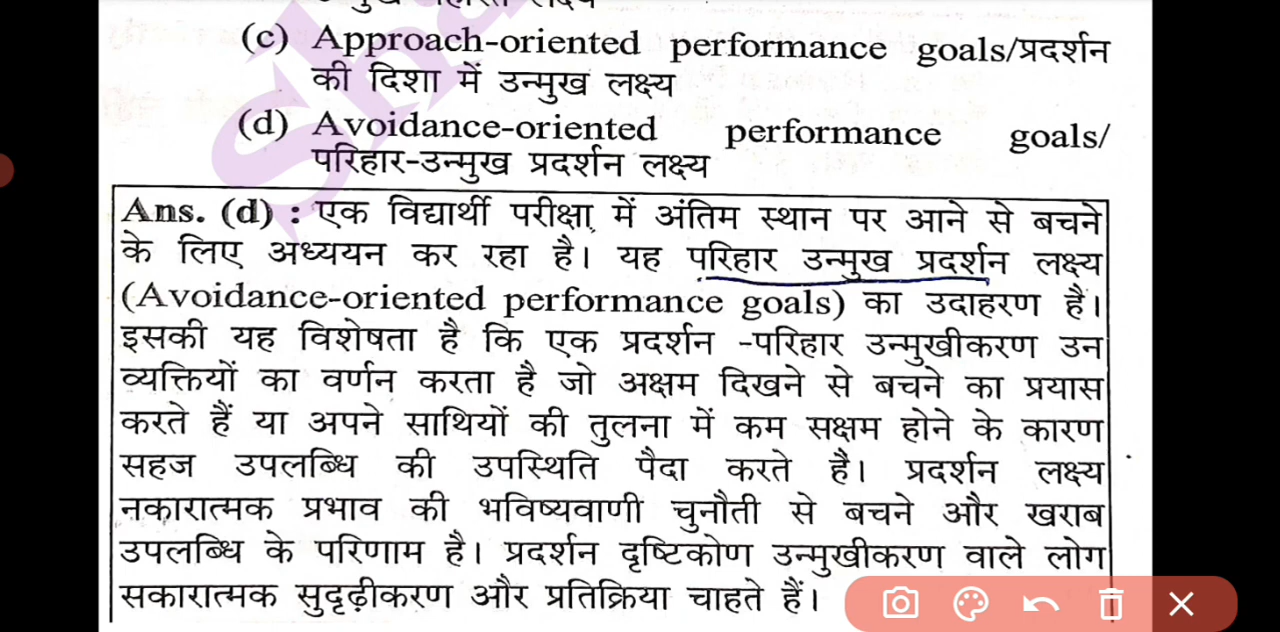 (c) Approach-oriented performance goals/प्रदर्शन
की दिशा में उन्मुख लक्ष्य
(d) Avoidance-oriented performance goals/
परिहार-उन्मुख प्रदर्शन लक्ष्य
Ans. (d) : एक विद्यार्थी परीक्षा में अंतिम स्थान पर आने से बचने
के लिए अध्ययन कर रहा है। यह परिहार उन्मुख प्रदर्शन लक्ष्य
(Avoidance-oriented performance goals) का उदाहरण है।
इसकी यह विशेषता है कि एक प्रदर्शन -परिहार उन्मुखीकरण उन
व्यक्तियों का वर्णन करता है जो अक्षम दिखने से बचने का प्रयास
करते हैं या अपने साथियों की तुलना में कम सक्षम होने के कारण
सहज उपलब्धि की उपस्थिति पैदा करते हैं। प्रदर्शन लक्ष्य
नकारात्मक प्रभाव की भविष्यवाणी चुनौती से बचने और खराब
उपलब्धि के परिणाम है। प्रदर्शन दृष्टिकोण उन्मुखीकरण वाले लोग
सकारात्मक सुदृढ़ीकरण और प्रतिक्रिया चाहते हैं।